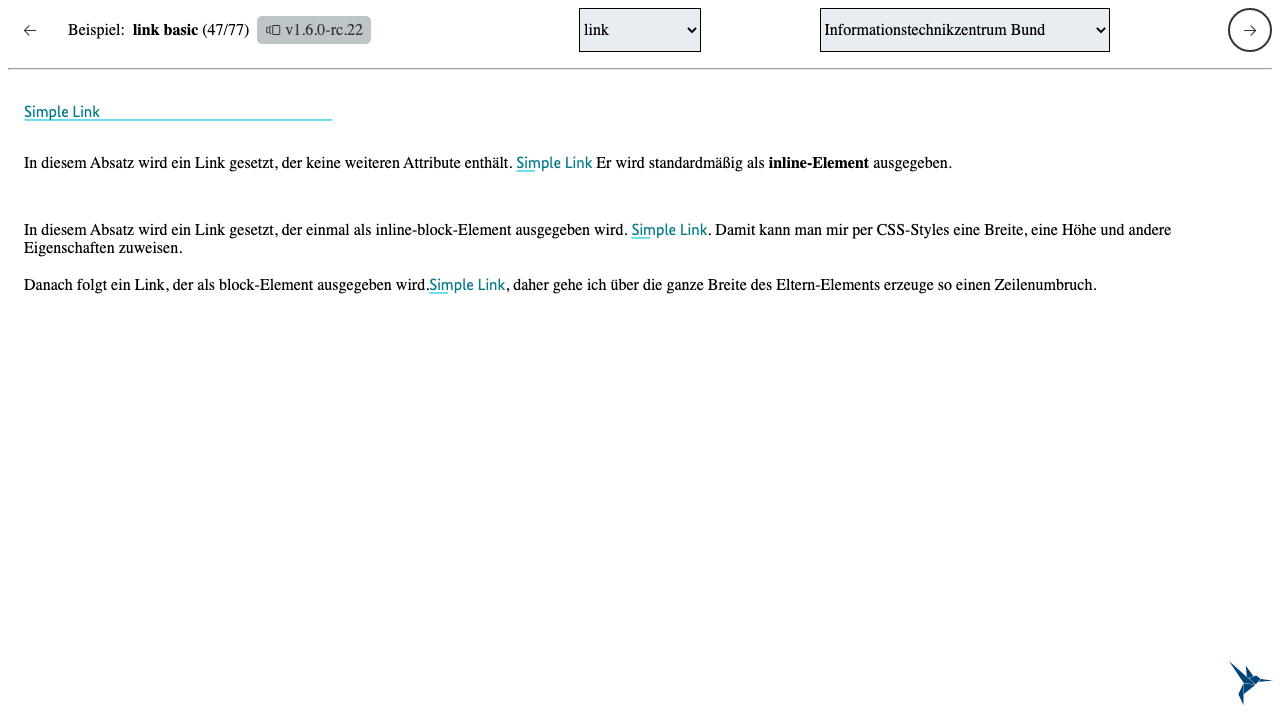 Beispiel: link basic (47/77) v1.6.0-rc.22 link Informationstechnikzentrum Bund
Simple Link
In diesem Absatz wird ein Link gesetzt, der keine weiteren Attribute enthält. Simple Link Er wird standardmäßig als inline-Element ausgegeben.
In diesem Absatz wird ein Link gesetzt, der einmal als inline-block-Element ausgegeben wird. Simple Link. Damit kann man mir per CSS-Styles eine Breite, eine Höhe und andere
Eigenschaften zuweisen.
Danach folgt ein Link, der als block-Element ausgegeben wird.Simple Link, daher gehe ich über die ganze Breite des Eltern-Elements erzeuge so einen Zeilenumbruch.